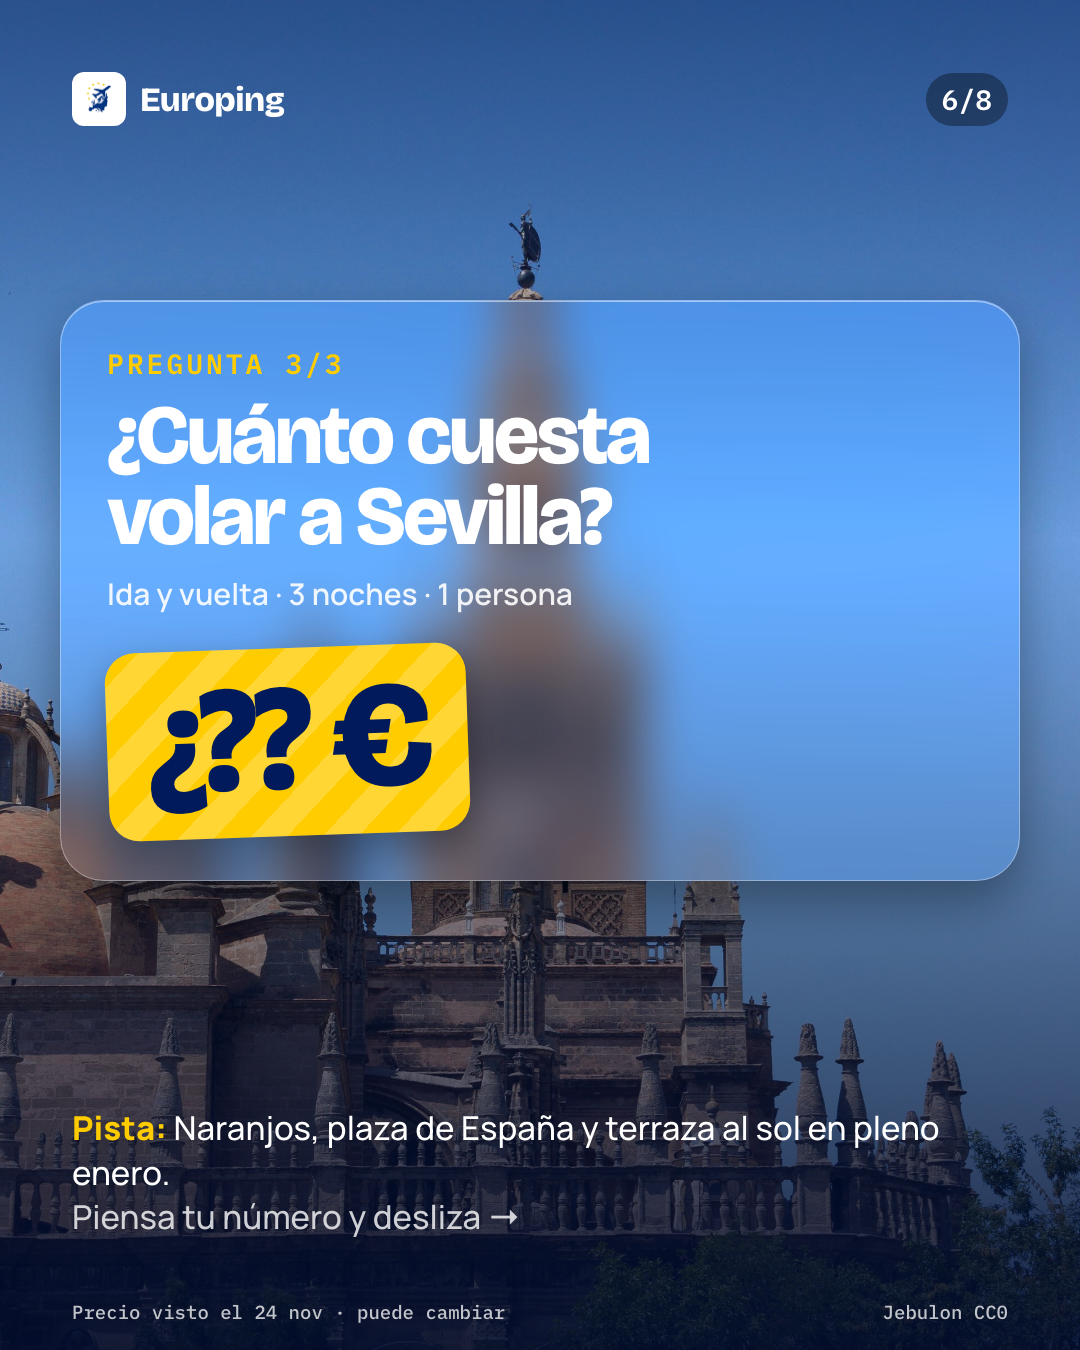 Europing
6/8
PREGUNTA 3/3
¿Cuánto cuesta
volar a Sevilla?
Ida y vuelta · 3 noches · 1 persona
¿?? €
Pista: Naranjos, plaza de España y terraza al sol en pleno
enero.
Piensa tu número y desliza →
Precio visto el 24 nov · puede cambiar
Jebulon CC0